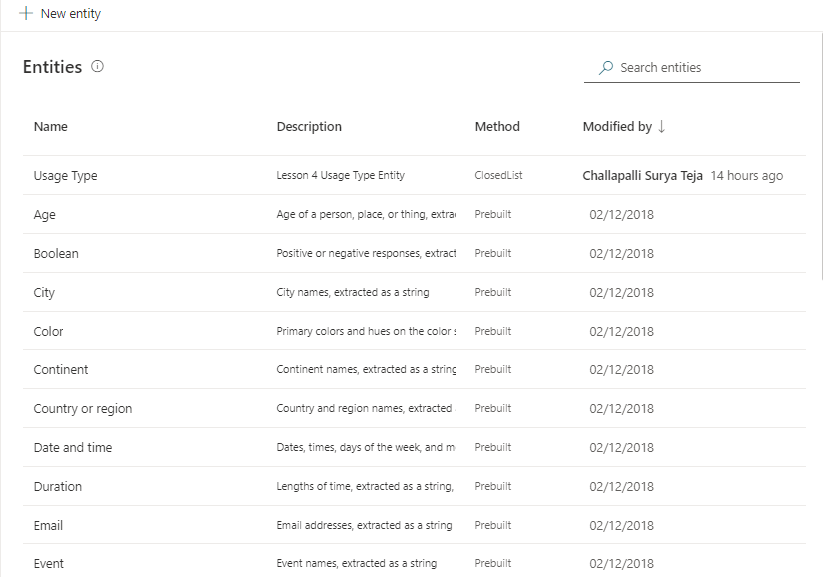 New entity
Entities
Search entities
Name Description Method Modified by
Usage Type Lesson 4 Usage Type Entity ClosedList Challapalli Surya Teja 14 hours ago
Age Age of a person, place, or thing, extra Prebuilt 02/12/2018
Boolean Positive or negative responses, extract Prebuilt 02/12/2018
City City names, extracted as a string Prebuilt 02/12/2018
Color Primary colors and hues on the color Prebuilt 02/12/2018
Continent Continent names, extracted as a string Prebuilt 02/12/2018
Country or region Country and region names, extracted Prebuilt 02/12/2018
Date and time Dates, times, days of the week, and m Prebuilt 02/12/2018
Duration Lengths of time, extracted as a string, Prebuilt 02/12/2018
Email Email addresses, extracted as a string Prebuilt 02/12/2018
Event Event names, extracted as a string Prebuilt 02/12/2018